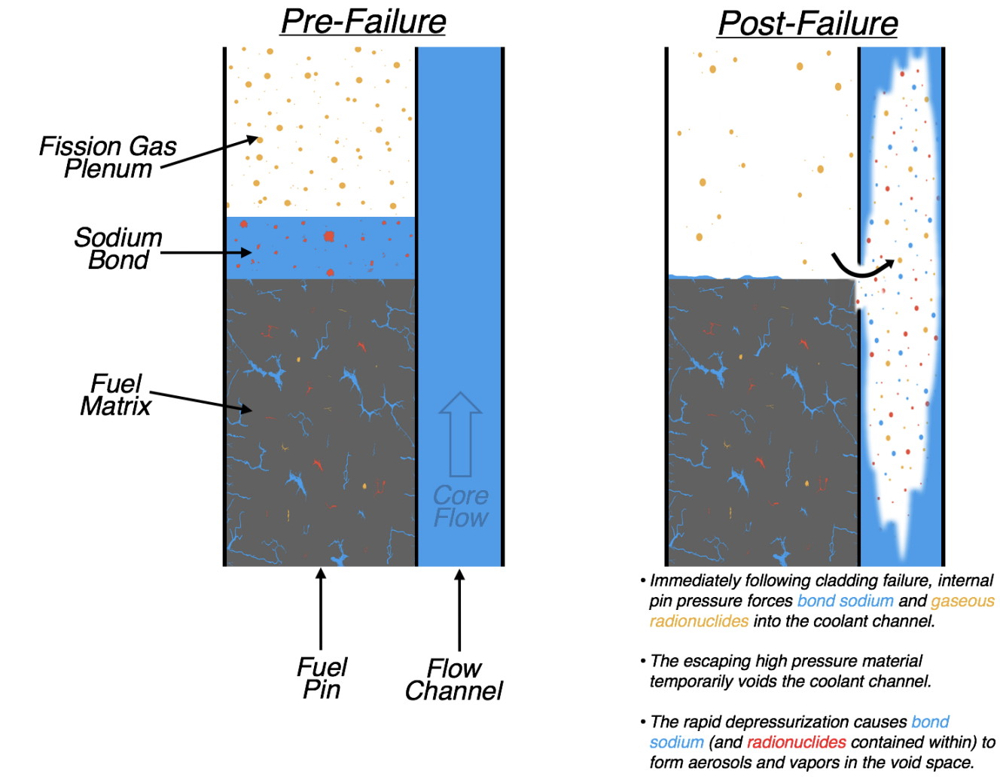 Pre-Failure
Post-Failure
Fission Gas
Plenum
Sodium
Bond
Fuel
Matrix
Core
Flow
Fuel
Pin
Flow
Channel
• Immediately following cladding failure, internal
pin pressure forces bond sodium and gaseous
radionuclides into the coolant channel.
• The escaping high pressure material
temporarily voids the coolant channel.
• The rapid depressurization causes bond
sodium (and radionuclides contained within) to
form aerosols and vapors in the void space.